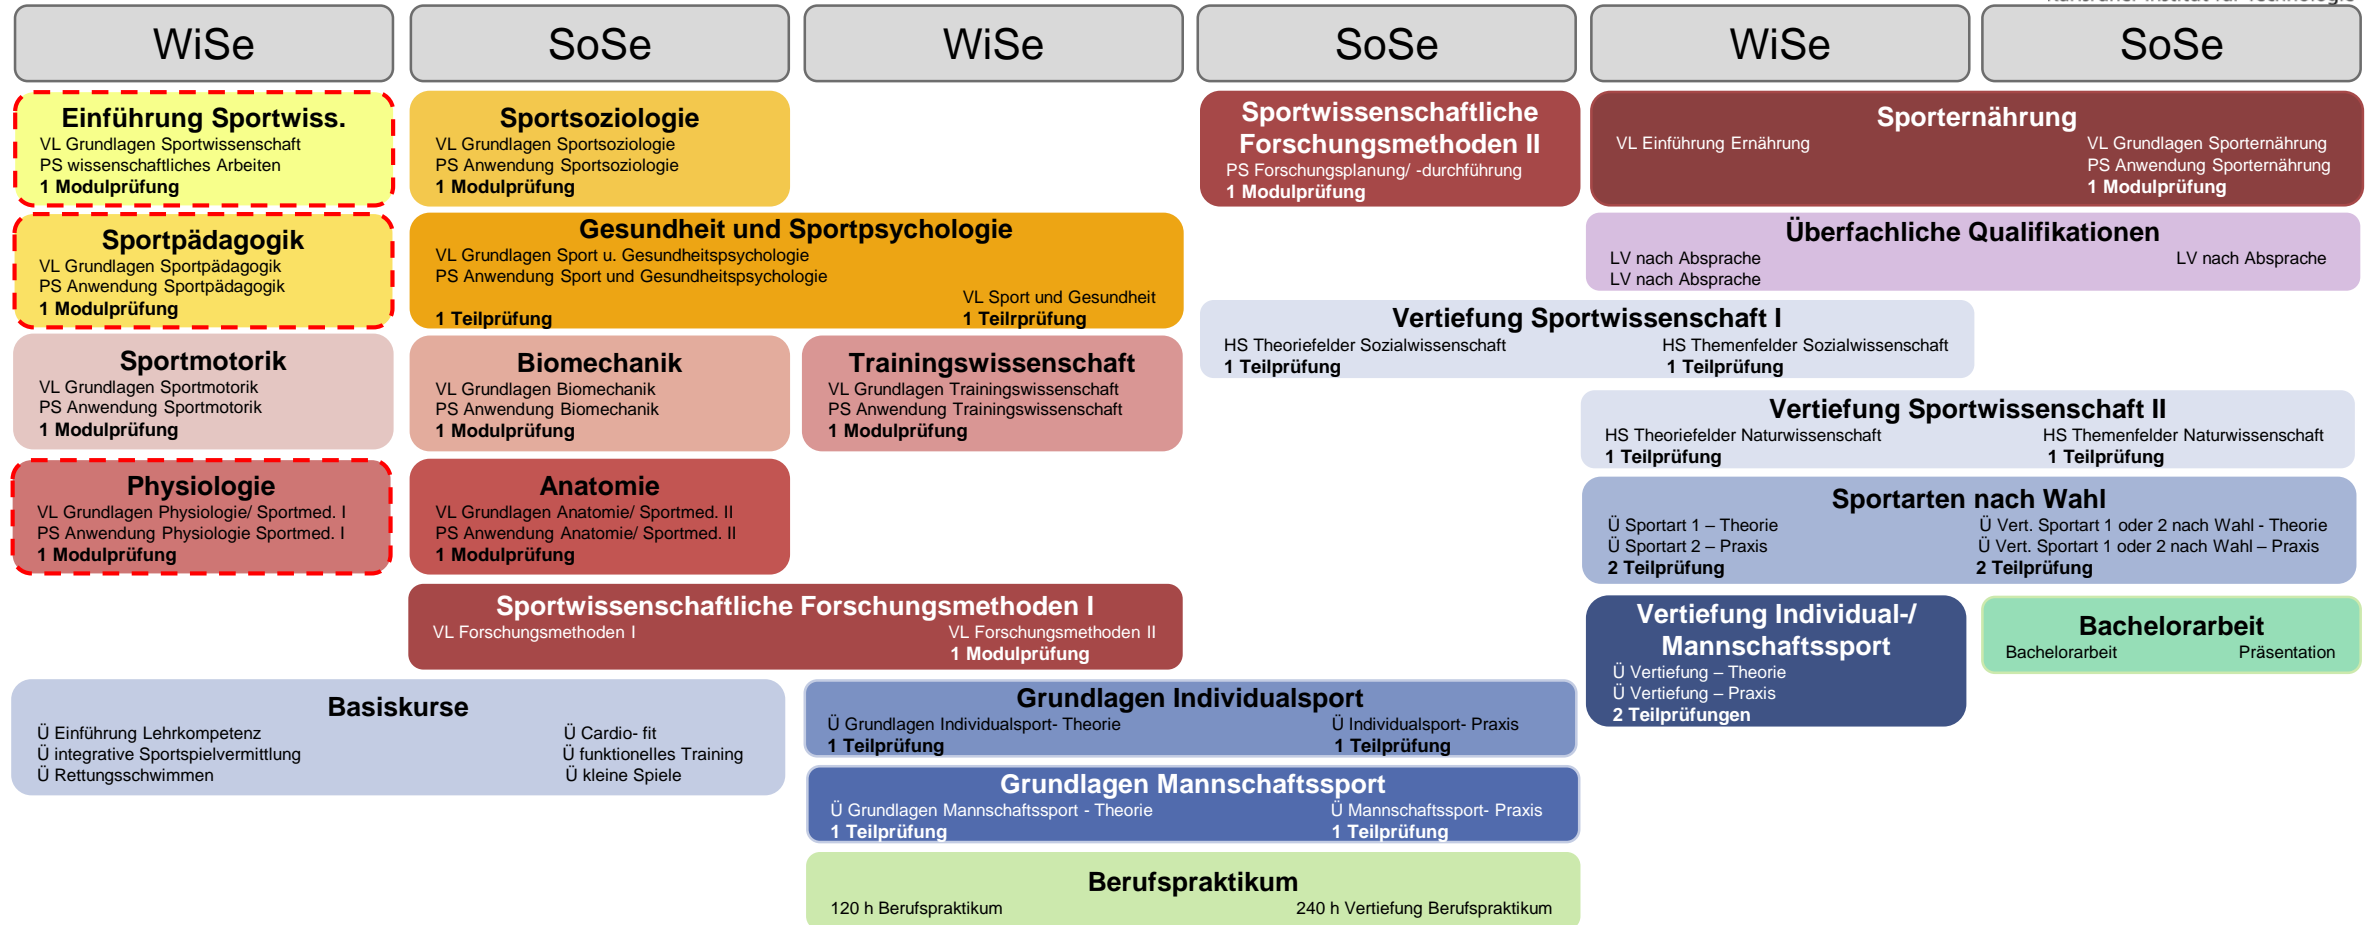 Karlsruher Institut für Technologie
WiSe
SoSe
WiSe
SoSe
WiSe
SoSe
Einführung Sportwiss.
VL Grundlagen Sportwissenschaft
PS wissenschaftliches Arbeiten
1 Modulprüfung
Sportsoziologie
VL Grundlagen Sportsoziologie
PS Anwendung Sportsoziologie
1 Modulprüfung
Sportwissenschaftliche
Forschungsmethoden II
PS Forschungsplanung/ -durchführung
1 Modulprüfung
Sporternährung
VL Einführung Ernährung
VL Grundlagen Sporternährung
PS Anwendung Sporternährung
1 Modulprüfung
Sportpädagogik
VL Grundlagen Sportpädagogik
PS Anwendung Sportpädagogik
1 Modulprüfung
Gesundheit und Sportpsychologie
VL Grundlagen Sport u. Gesundheitspsychologie
PS Anwendung Sport und Gesundheitspsychologie
1 Teilprüfung
VL Sport und Gesundheit
1 Teilrprüfung
Überfachliche Qualifikationen
LV nach Absprache
LV nach Absprache
LV nach Absprache
Vertiefung Sportwissenschaft I
HS Theoriefelder Sozialwissenschaft
1 Teilprüfung
HS Themenfelder Sozialwissenschaft
1 Teilprüfung
Sportmotorik
VL Grundlagen Sportmotorik
PS Anwendung Sportmotorik
1 Modulprüfung
Biomechanik
VL Grundlagen Biomechanik
PS Anwendung Biomechanik
1 Modulprüfung
Trainingswissenschaft
VL Grundlagen Trainingswissenschaft
PS Anwendung Trainingswissenschaft
1 Modulprüfung
Vertiefung Sportwissenschaft II
HS Theoriefelder Naturwissenschaft
1 Teilprüfung
HS Themenfelder Naturwissenschaft
1 Teilprüfung
Physiologie
VL Grundlagen Physiologie/ Sportmed. I
PS Anwendung Physiologie Sportmed. I
1 Modulprüfung
Anatomie
VL Grundlagen Anatomie/ Sportmed. II
PS Anwendung Anatomie/ Sportmed. II
1 Modulprüfung
Sportarten nach Wahl
Ü Sportart 1 – Theorie
Ü Sportart 2 – Praxis
2 Teilprüfung
Ü Vert. Sportart 1 oder 2 nach Wahl - Theorie
Ü Vert. Sportart 1 oder 2 nach Wahl – Praxis
2 Teilprüfung
Sportwissenschaftliche Forschungsmethoden I
VL Forschungsmethoden I
VL Forschungsmethoden II
1 Modulprüfung
Vertiefung Individual-/
Mannschaftssport
Ü Vertiefung – Theorie
Ü Vertiefung – Praxis
2 Teilprüfungen
Bachelorarbeit
Bachelorarbeit
Präsentation
Basiskurse
Ü Einführung Lehrkompetenz
Ü integrative Sportspielvermittlung
Ü Rettungsschwimmen
Ü Cardio- fit
Ü funktionelles Training
Ü kleine Spiele
Grundlagen Individualsport
Ü Grundlagen Individualsport- Theorie
1 Teilprüfung
Ü Individualsport- Praxis
1 Teilprüfung
Grundlagen Mannschaftssport
Ü Grundlagen Mannschaftssport - Theorie
1 Teilprüfung
Ü Mannschaftssport- Praxis
1 Teilprüfung
Berufspraktikum
120 h Berufspraktikum
240 h Vertiefung Berufspraktikum